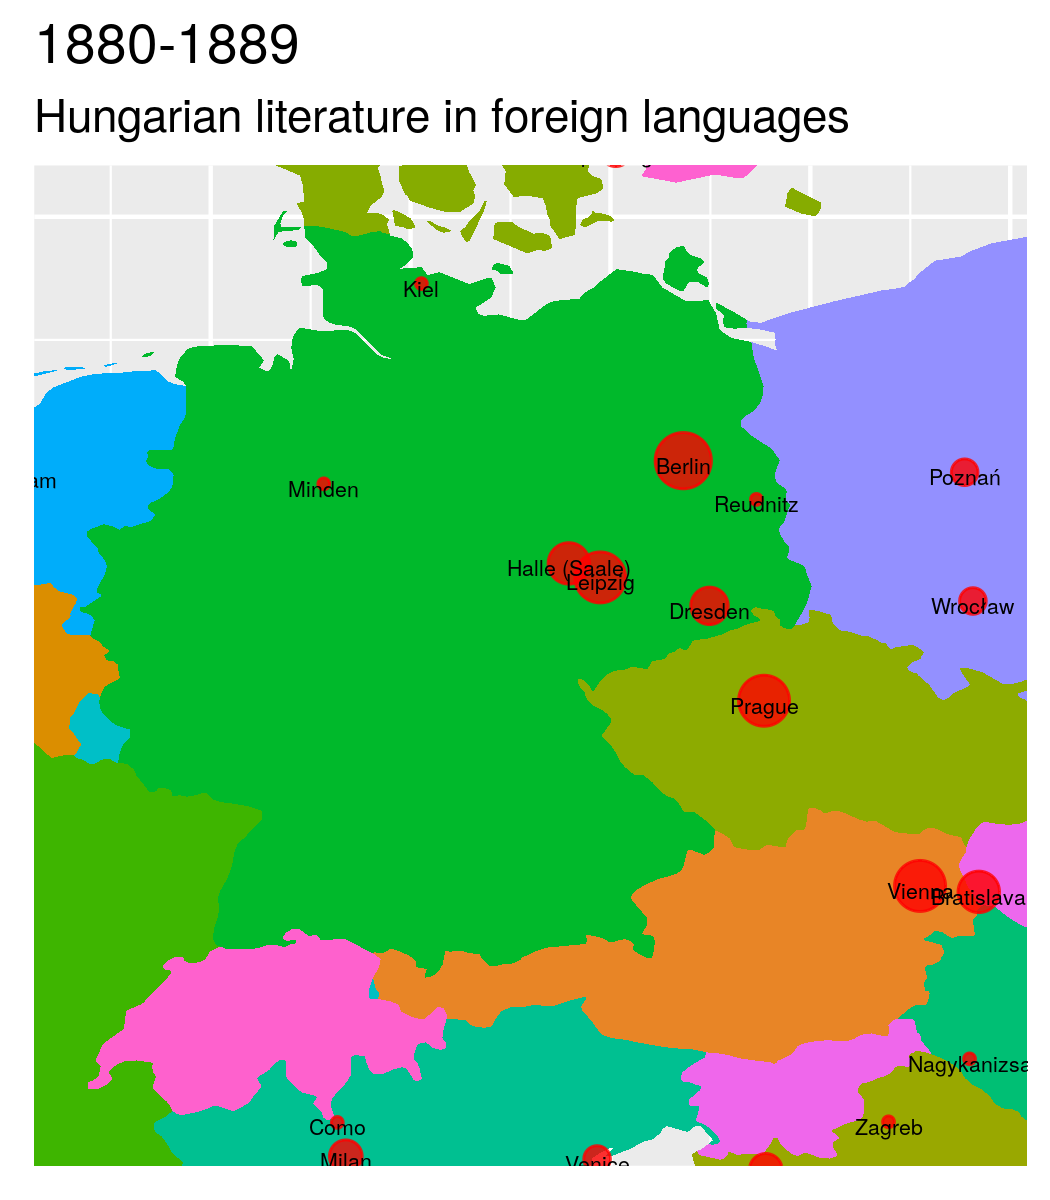 1880-1889
Hungarian literature in foreign languages
Kiel
am
Berlin
Minden
Poznań
Reudnitz
Halle (Saale)
Leipzig
Wrocław
Dresden
Prague
Vienna
Bratislava
Nagykanizsa
Como
Zagreb
Milan
Venice